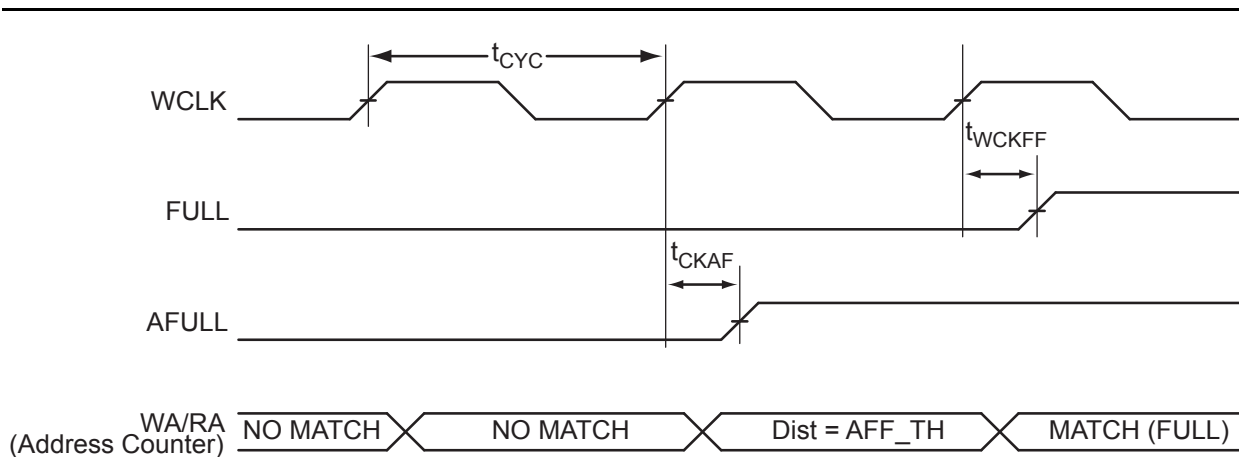 tCYC
WCLK
tWCKFF
FULL
tCKAF
AFULL
WA/RA
(Address Counter)
NO MATCH
NO MATCH
Dist = AFF_TH
MATCH (FULL)